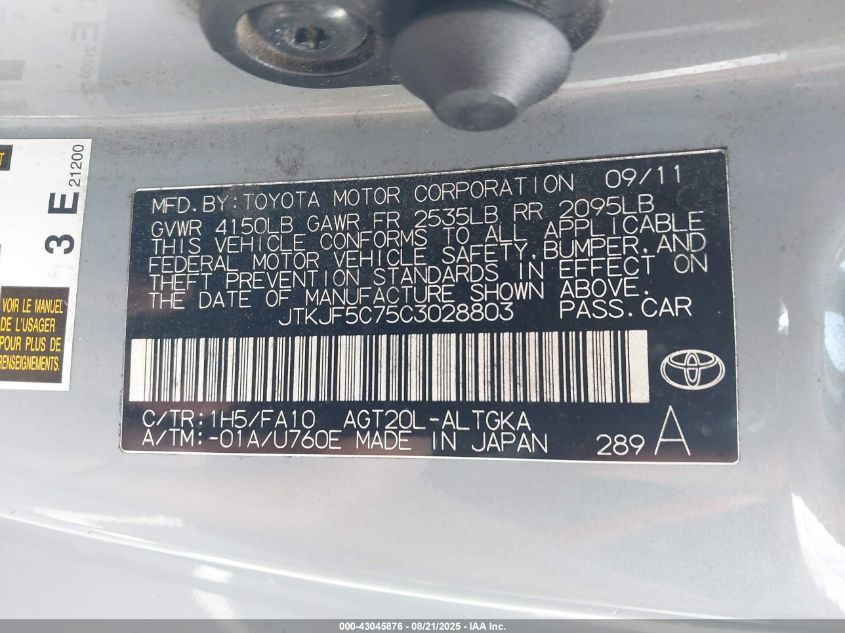 E 21300
3 E 21200
VOIR LE MANUEL
DE L'USAGER
POUR PLUS DE
RENSEIGNEMENTS.
MFD. BY: TOYOTA MOTOR CORPORATION 09/11
GVWR 4150LB GAWR FR 2535LB RR 2095LB
THIS VEHICLE CONFORMS TO ALL APPLICABLE
FEDERAL MOTOR VEHICLE SAFETY, BUMPER, AND
THEFT PREVENTION STANDARDS IN EFFECT ON
THE DATE OF MANUFACTURE SHOWN ABOVE.
JTKJF5C75C3028803 PASS. CAR
C/TR: 1H5/FA10 AGT20L-ALTGKA
A/TM: -01A/U760E MADE IN JAPAN 289 A
000-43045876 - 08/21/2025 - IAA Inc.